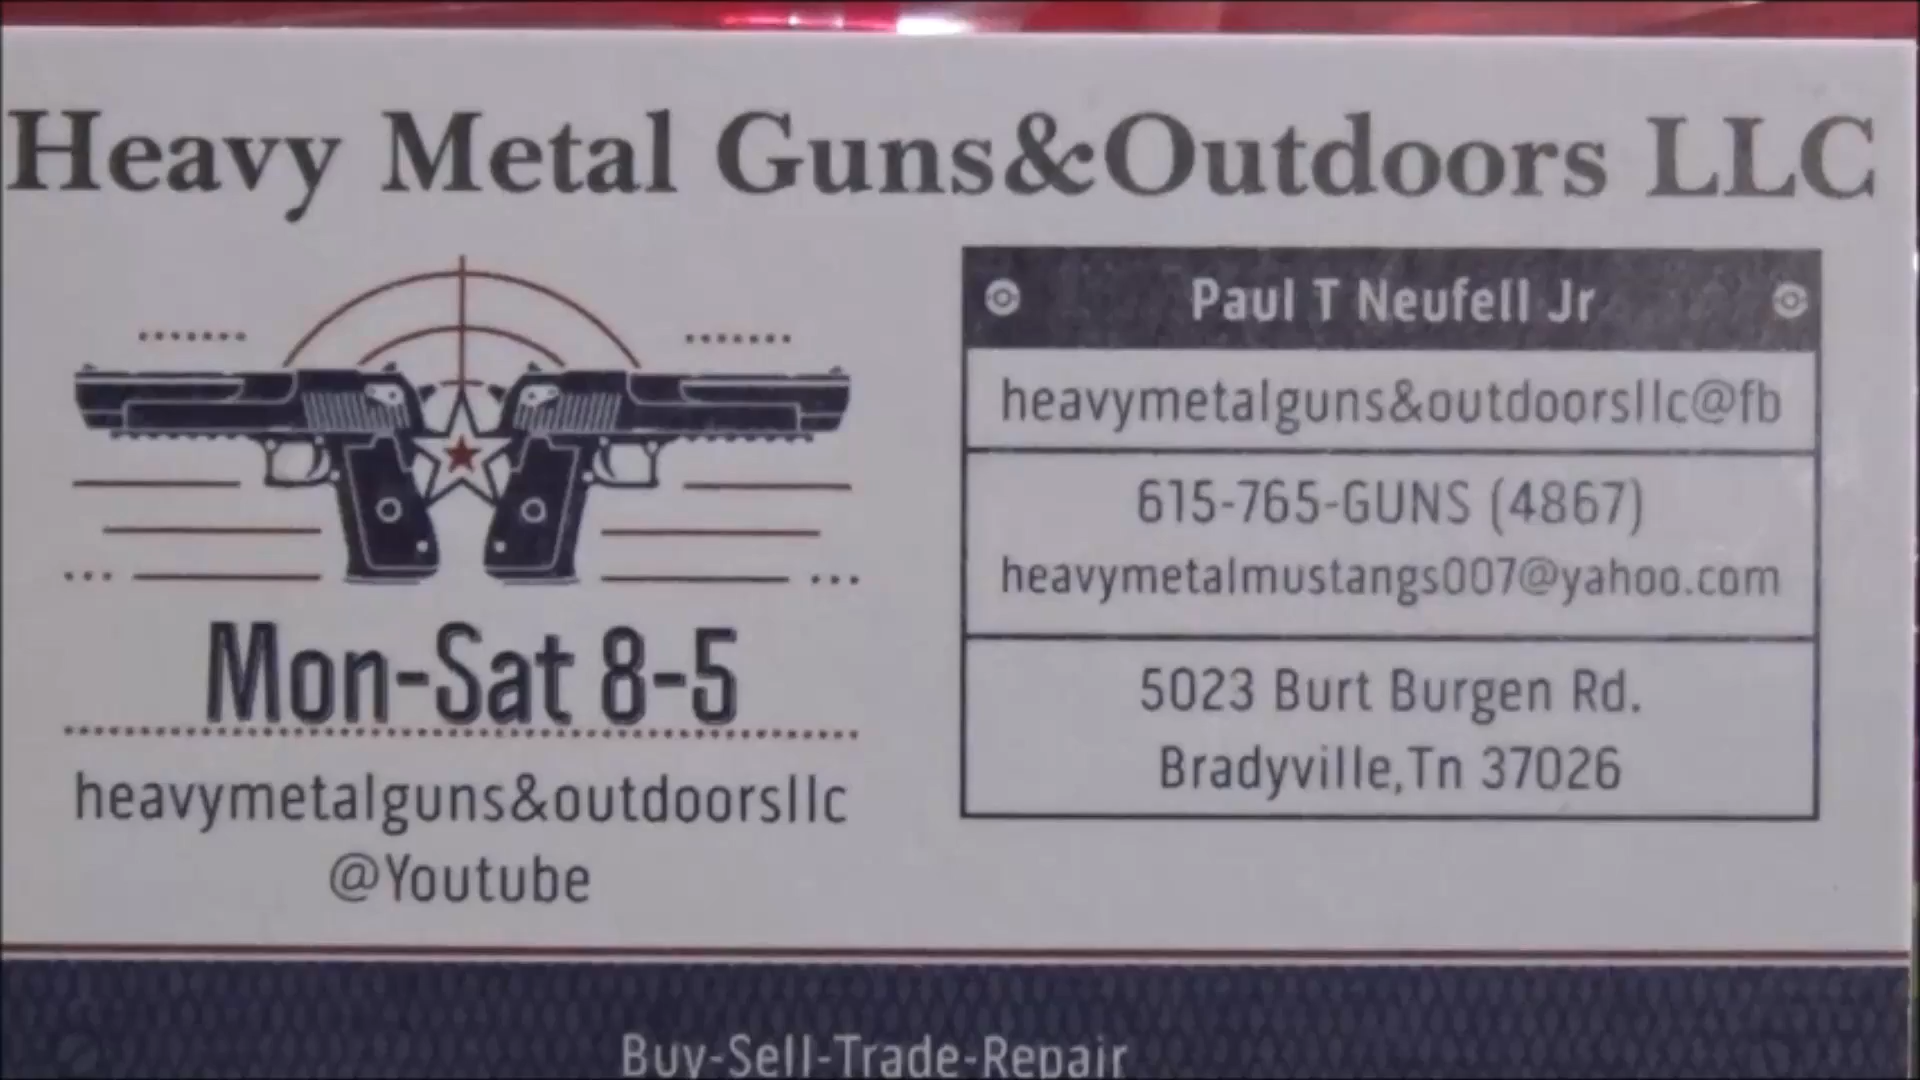 Heavy Metal Guns&Outdoors LLC
Mon-Sat 8-5
heavymetalguns&outdoorsllc
@Youtube
Paul T Neufell Jr
heavymetalguns&outdoorsllc@fb
615-765-GUNS (4867)
heavymetalmustangs007@yahoo.com
5023 Burt Burgen Rd.
Bradyville,Tn 37026
Buy-Sell-Trade-Repair